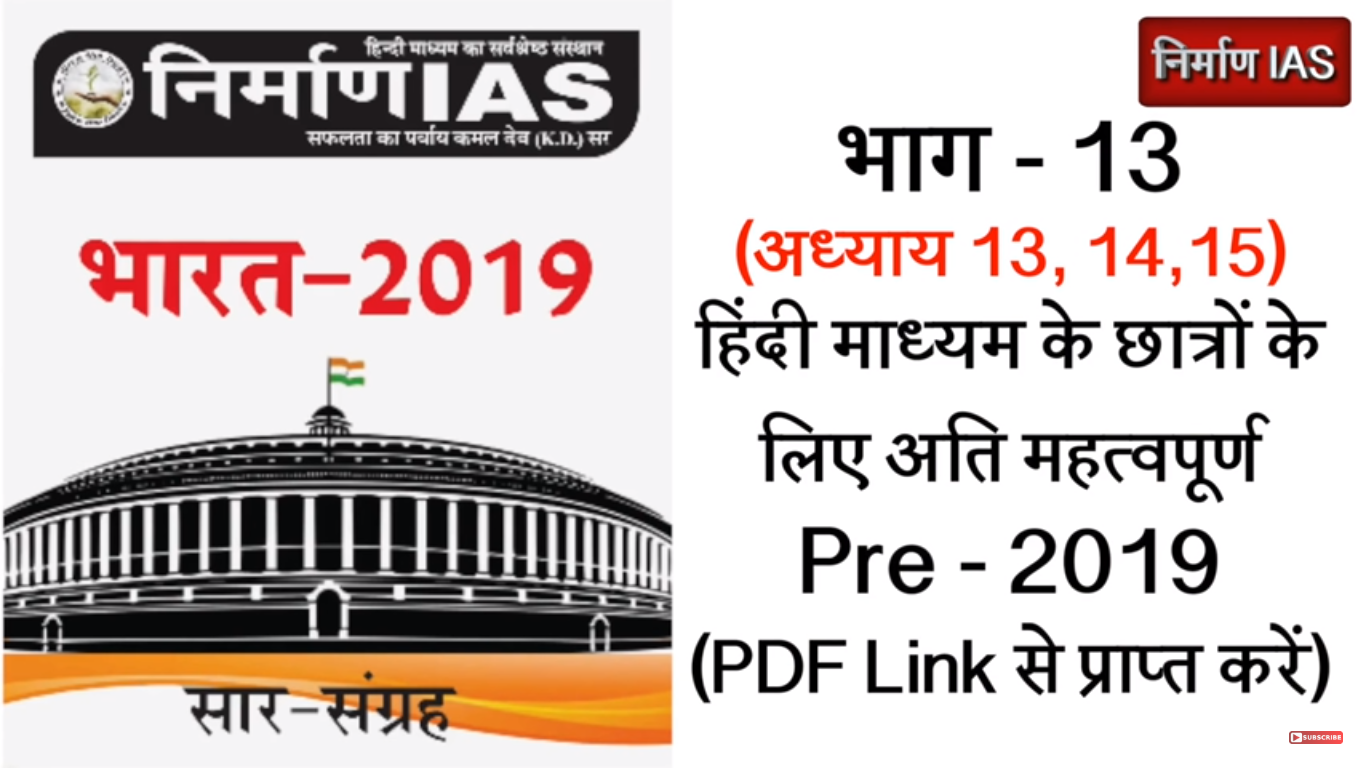 हिन्दी माध्यम का सर्वश्रेष्ठ संस्थान
निर्माण IAS
सफलता का पर्याय कमल देव (K.D.) सर
भारत-2019
सार-संग्रह
निर्माण IAS
भाग - 13
(अध्याय 13, 14,15)
हिंदी माध्यम के छात्रों के
लिए अति महत्वपूर्ण
Pre - 2019
(PDF Link से प्राप्त करें)
SUBSCRIBE